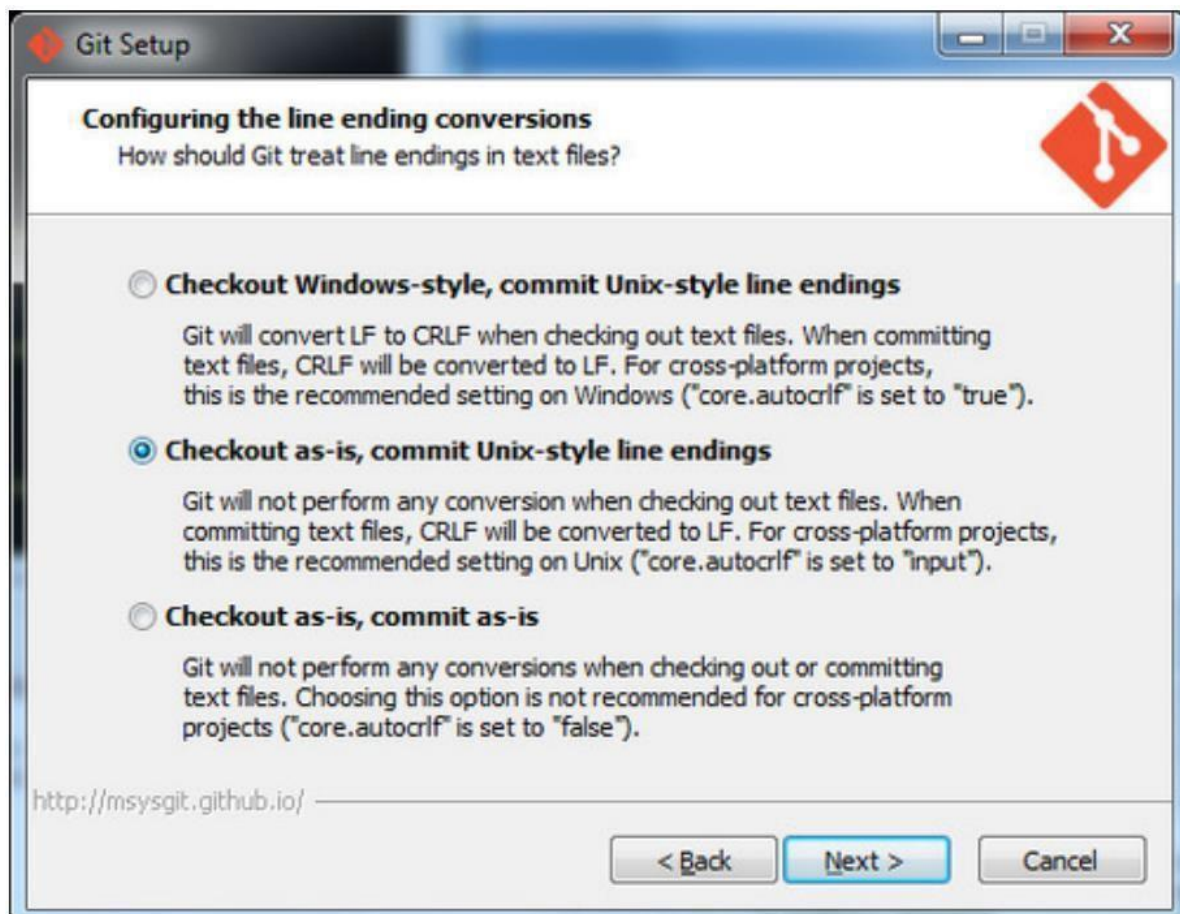 Git Setup
Configuring the line ending conversions
How should Git treat line endings in text files?
Checkout Windows-style, commit Unix-style line endings
Git will convert LF to CRLF when checking out text files. When committing
text files, CRLF will be converted to LF. For cross-platform projects,
this is the recommended setting on Windows ("core.autocrlf" is set to "true").
Checkout as-is, commit Unix-style line endings
Git will not perform any conversion when checking out text files. When
committing text files, CRLF will be converted to LF. For cross-platform projects,
this is the recommended setting on Unix ("core.autocrlf" is set to "input").
Checkout as-is, commit as-is
Git will not perform any conversions when checking out or committing
text files. Choosing this option is not recommended for cross-platform
projects ("core.autocrlf" is set to "false").
http://msysgit.github.io/
< Back Next > Cancel